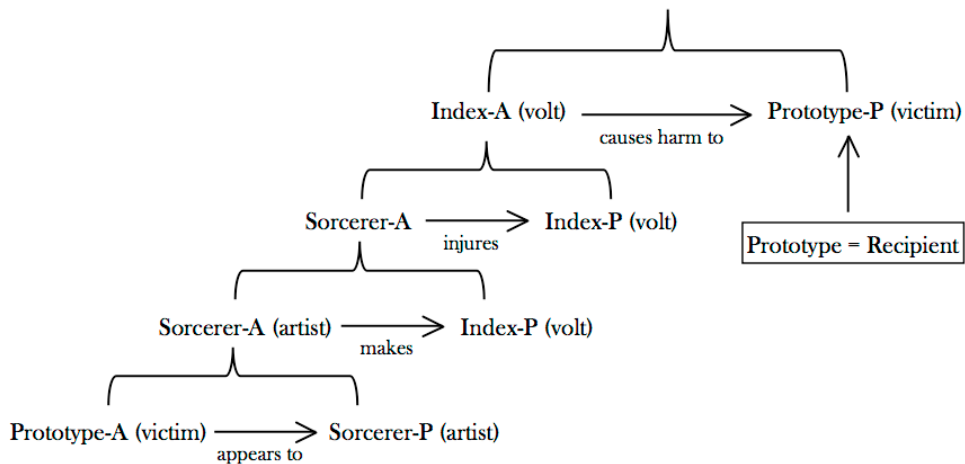 Index-A (volt)
causes harm to
Prototype-P (victim)
Sorcerer-A
injures
Index-P (volt)
Prototype = Recipient
Sorcerer-A (artist)
makes
Index-P (volt)
Prototype-A (victim)
appears to
Sorcerer-P (artist)